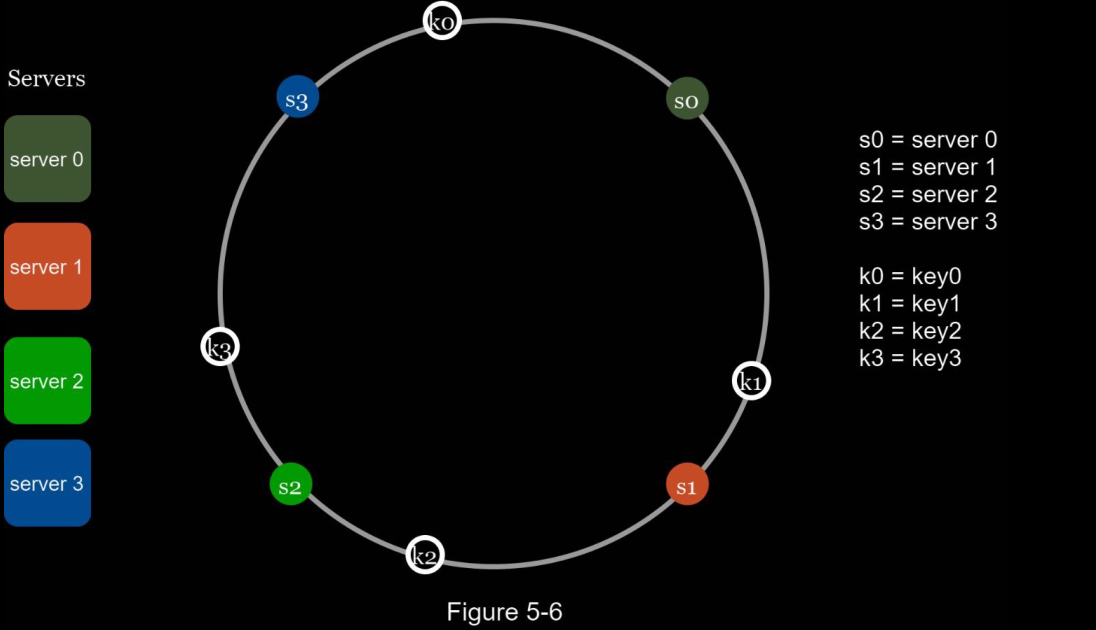 Servers
server 0
server 1
server 2
server 3
k0
s0
k1
s1
k2
s2
k3
s3
s0 = server 0
s1 = server 1
s2 = server 2
s3 = server 3
k0 = key0
k1 = key1
k2 = key2
k3 = key3
Figure 5-6